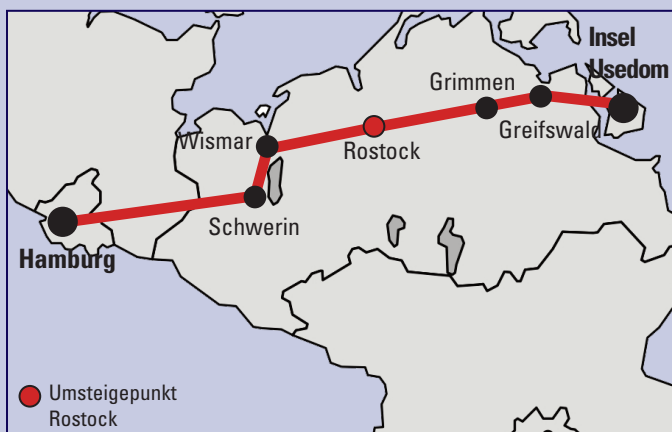 Insel
Usedom
Grimmen
Greifswald
Wismar
Rostock
Schwerin
Hamburg
Umsteigepunkt
Rostock